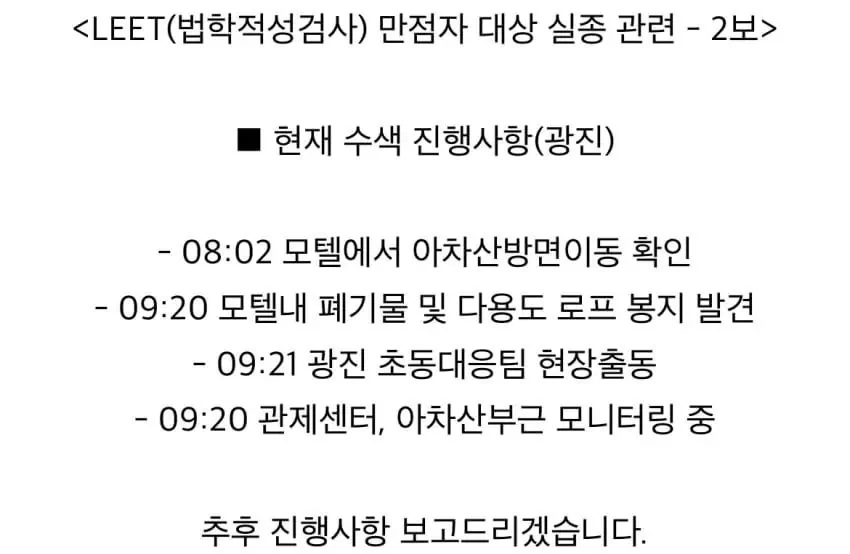 <LEET(법학적성검사) 만점자 대상 실종 관련 - 2보>
■ 현재 수색 진행사항(광진)
- 08:02 모텔에서 아차산방면이동 확인
- 09:20 모텔내 폐기물 및 다용도 로프 봉지 발견
- 09:21 광진 초동대응팀 현장출동
- 09:20 관제센터, 아차산부근 모니터링 중
추후 진행사항 보고드리겠습니다.